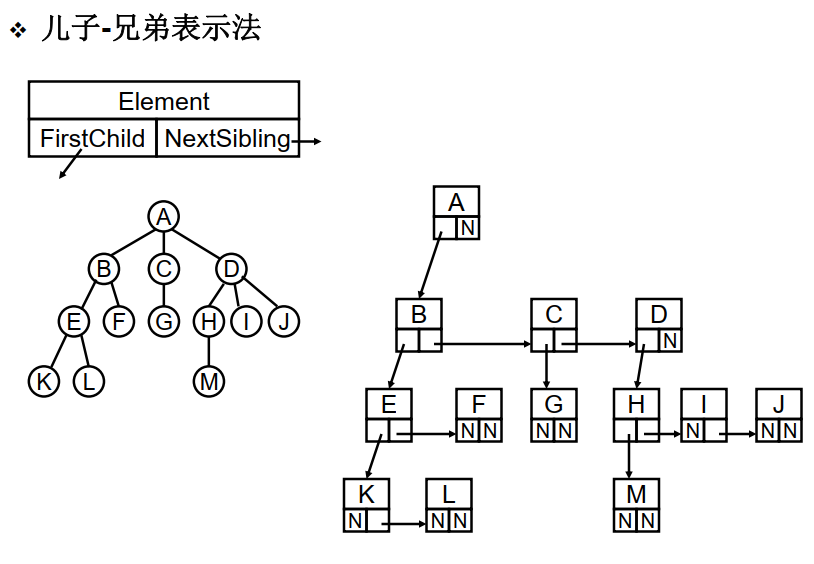 ❖ 儿子-兄弟表示法
Element
FirstChild NextSibling
A
B C D
E F G H I J
K L M
A
N
B C D
N
E F G H I J
N N N N N N N
K L M
N N N N N